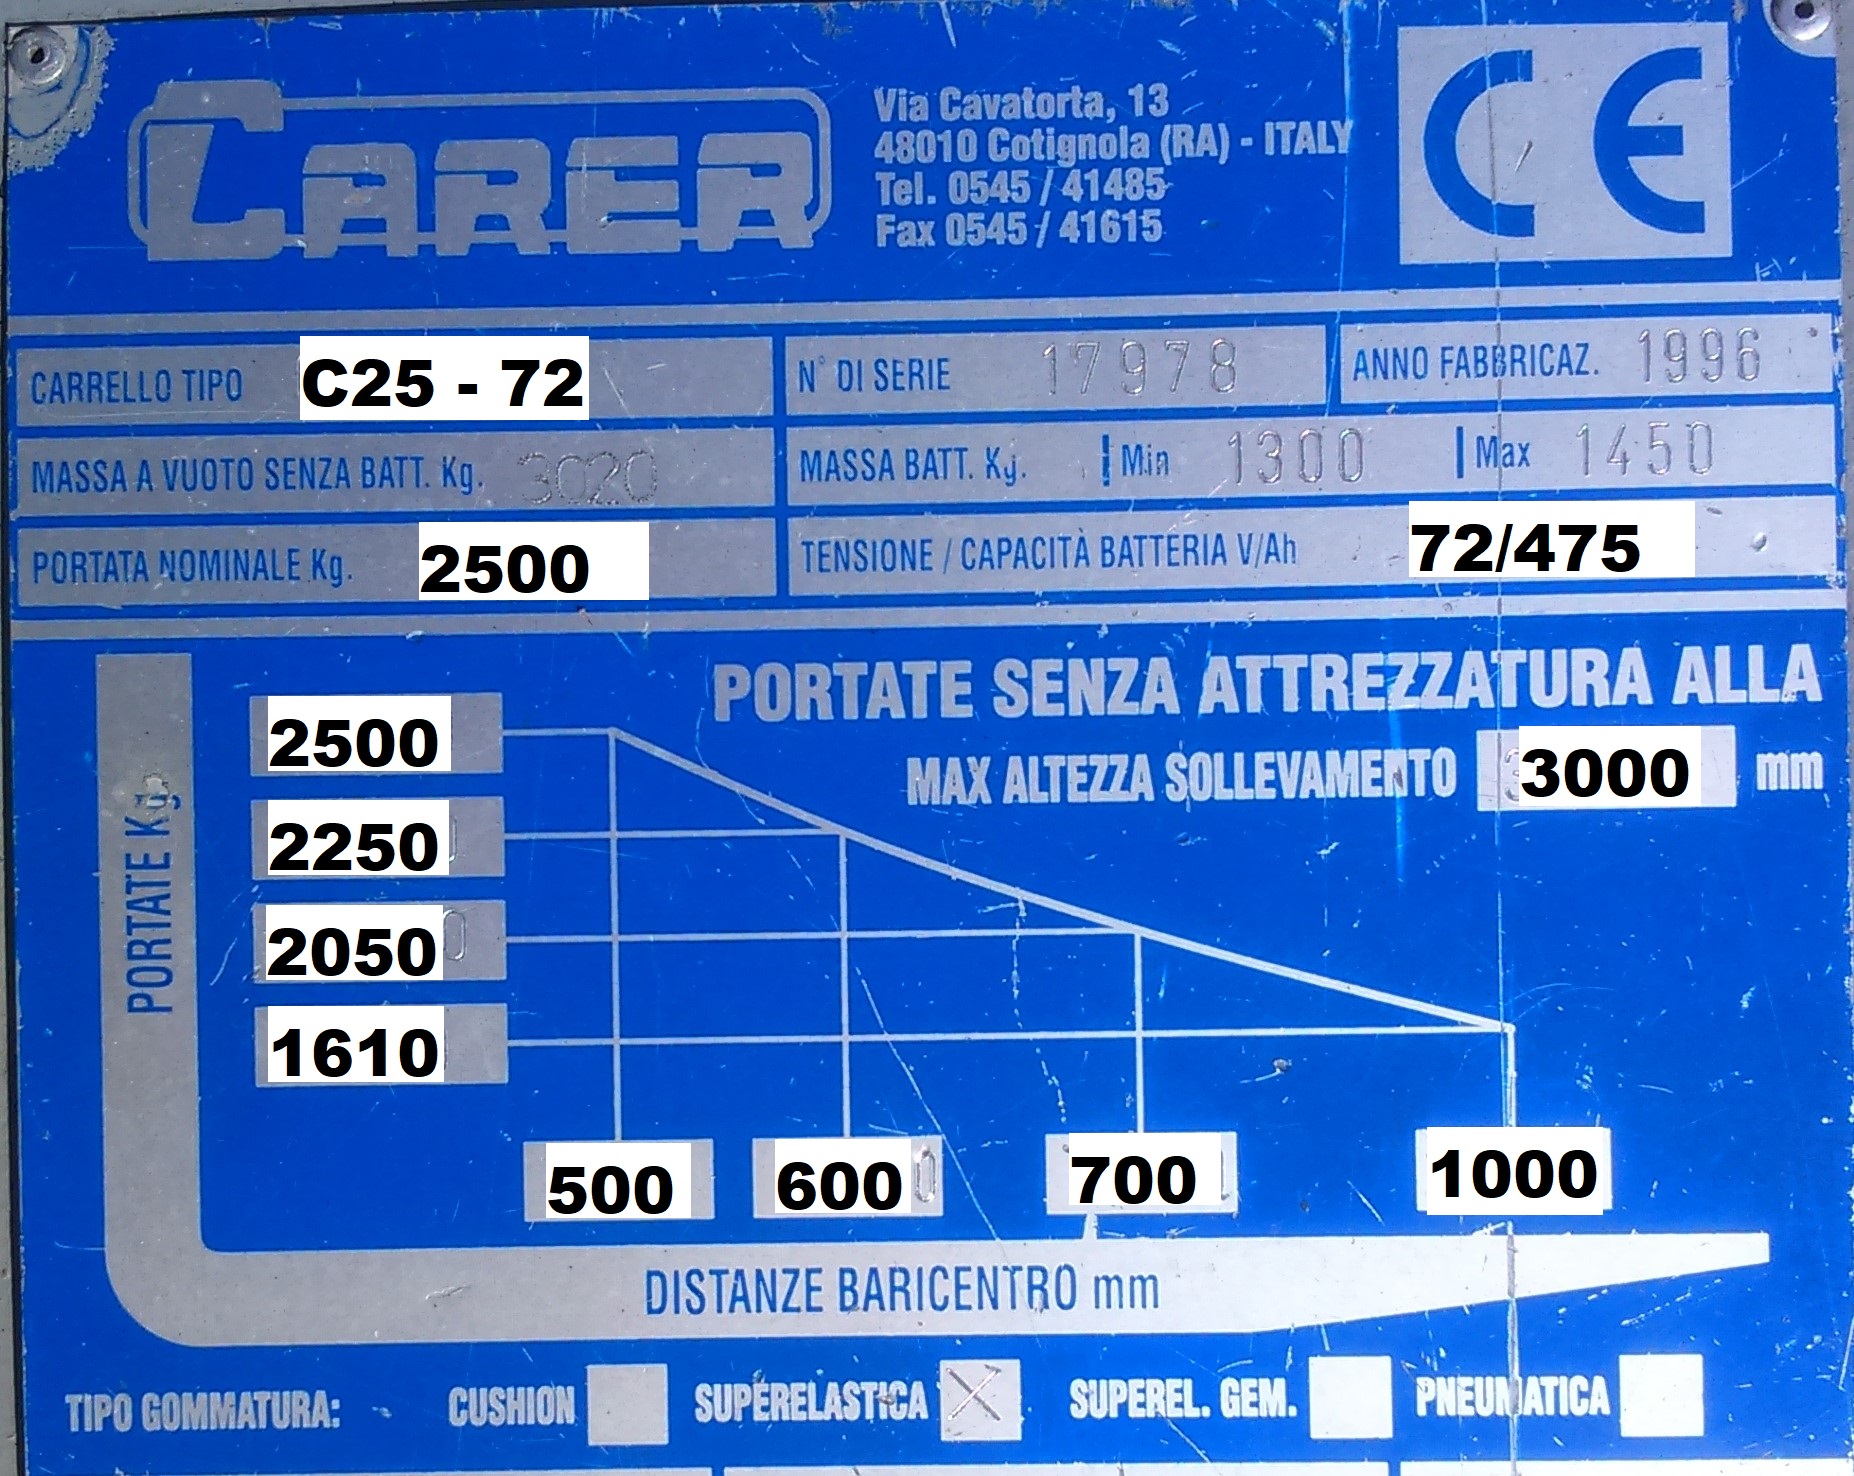 CARER
Via Cavatorta, 13
48010 Cotignola (RA) - ITALY
Tel. 0545 / 41485
Fax 0545 / 41615
CE
CARRELLO TIPO C25 - 72
N° DI SERIE 17978
ANNO FABBRICAZ. 1996
MASSA A VUOTO SENZA BATT. Kg. 3020
MASSA BATT. Kg. Min 1300 Max 1450
PORTATA NOMINALE Kg. 2500
TENSIONE / CAPACITÀ BATTERIA V/Ah 72/475
PORTATE SENZA ATTREZZATURA ALLA
MAX ALTEZZA SOLLEVAMENTO 3000 mm
PORTATE Kg
2500
2250
2050
1610
500 600 700 1000
DISTANZE BARICENTRO mm
TIPO GOMMATURA: CUSHION SUPERELASTICA X SUPEREL. GEM. PNEUMATICA